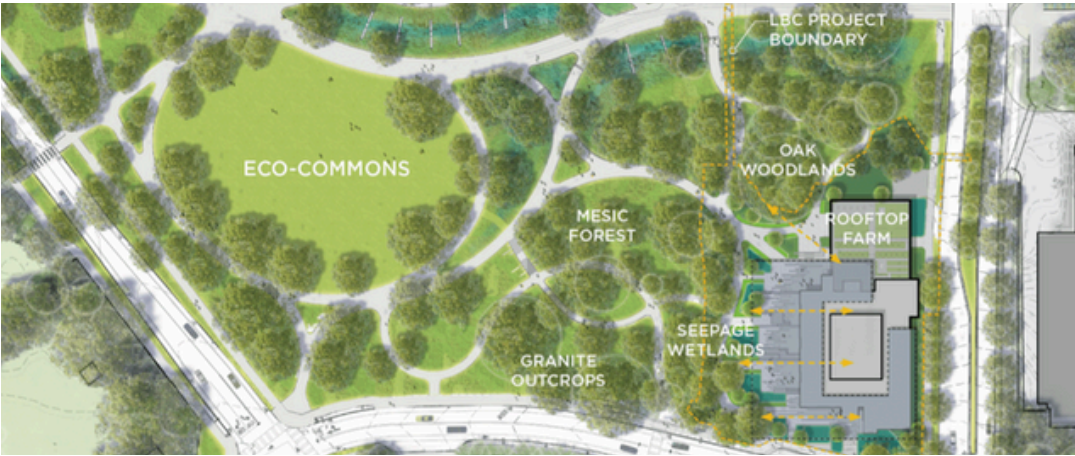 LBC PROJECT
BOUNDARY
ECO-COMMONS
OAK
WOODLANDS
MESIC
FOREST
ROOFTOP
FARM
SEEPAGE
WETLANDS
GRANITE
OUTCROPS